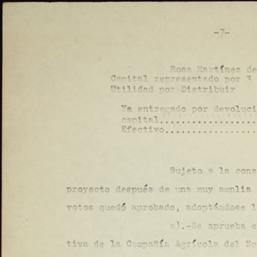 -7-
Rosa Martínez de
Capital representado por 3
Utilidad por Distribuir
Ya entregado por devoluci
capital
Efectivo
Sujeto a la cons
proyecto después de una muy amplia
votos quedó aprobado, adoptándose l
a).-Se aprueba e
tiva de la Compañía Agrícola del No